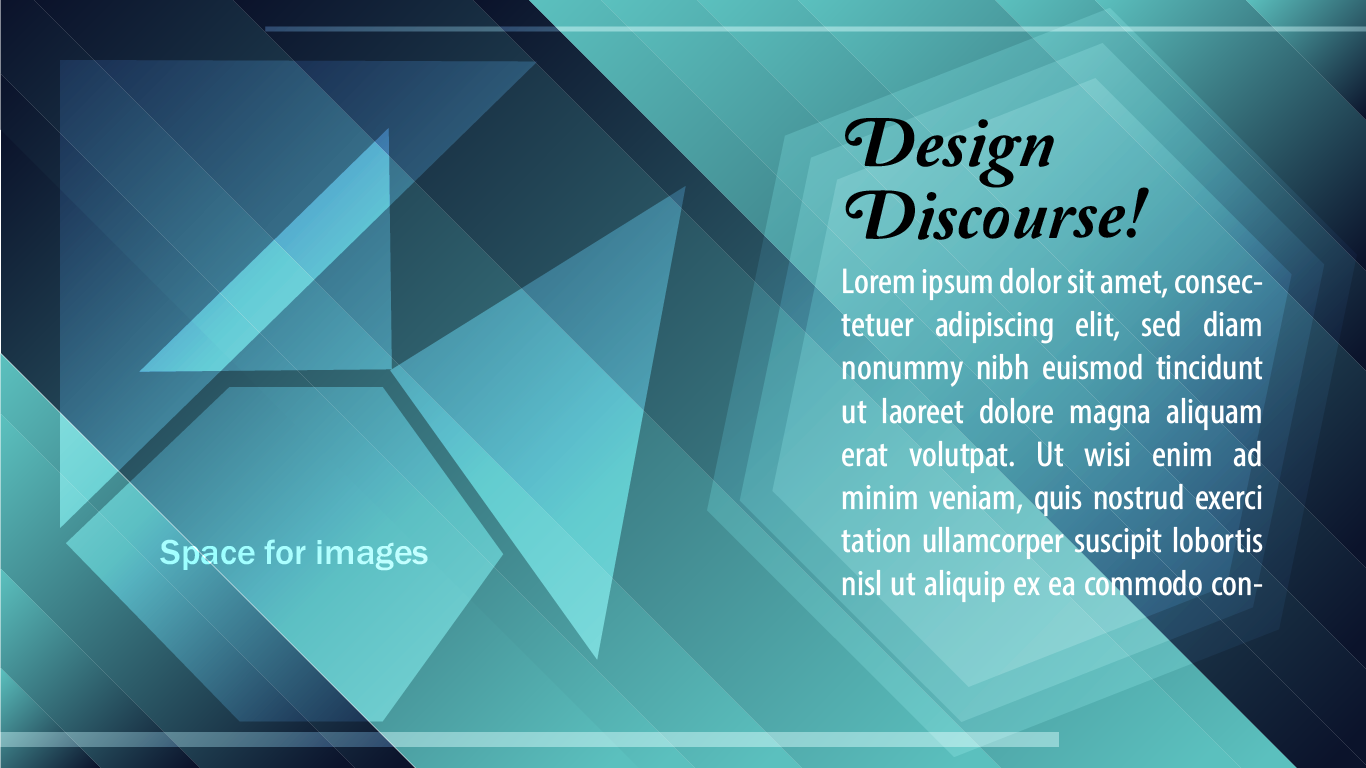 Design
Discourse!
Lorem ipsum dolor sit amet, consec-
tetuer adipiscing elit, sed diam
nonummy nibh euismod tincidunt
ut laoreet dolore magna aliquam
erat volutpat. Ut wisi enim ad
minim veniam, quis nostrud exerci
tation ullamcorper suscipit lobortis
nisl ut aliquip ex ea commodo con-
Space for images